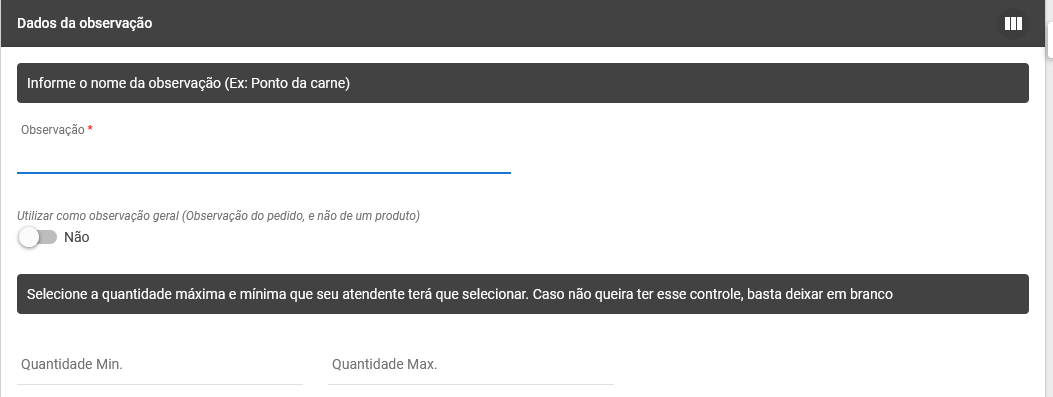 Dados da observação
Informe o nome da observação (Ex: Ponto da carne)
Observação *
Utilizar como observação geral (Observação do pedido, e não de um produto)
Não
Selecione a quantidade máxima e mínima que seu atendente terá que selecionar. Caso não queira ter esse controle, basta deixar em branco
Quantidade Min. Quantidade Max.